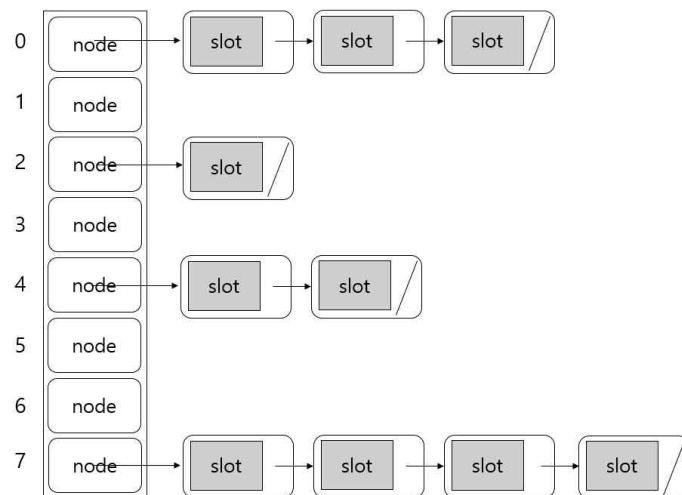 0 node slot slot slot
1 node
2 node slot
3 node
4 node slot slot
5 node
6 node
7 node slot slot slot slot